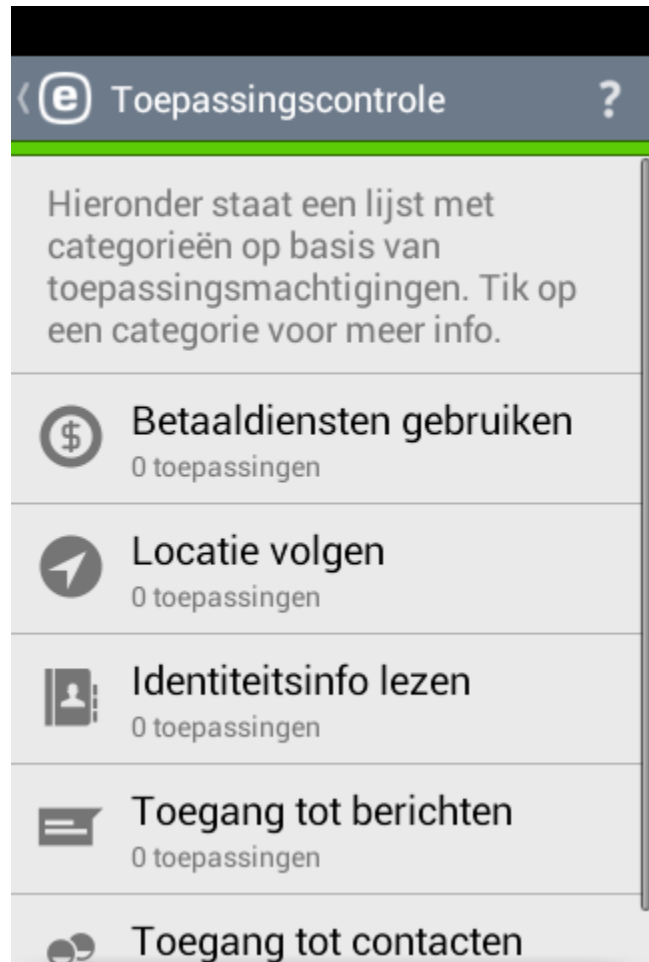 e Toepassingscontrole ?
Hieronder staat een lijst met
categorieën op basis van
toepassingsmachtigingen. Tik op
een categorie voor meer info.
$ Betaaldiensten gebruiken
0 toepassingen
Locatie volgen
0 toepassingen
Identiteitsinfo lezen
0 toepassingen
Toegang tot berichten
0 toepassingen
Toegang tot contacten